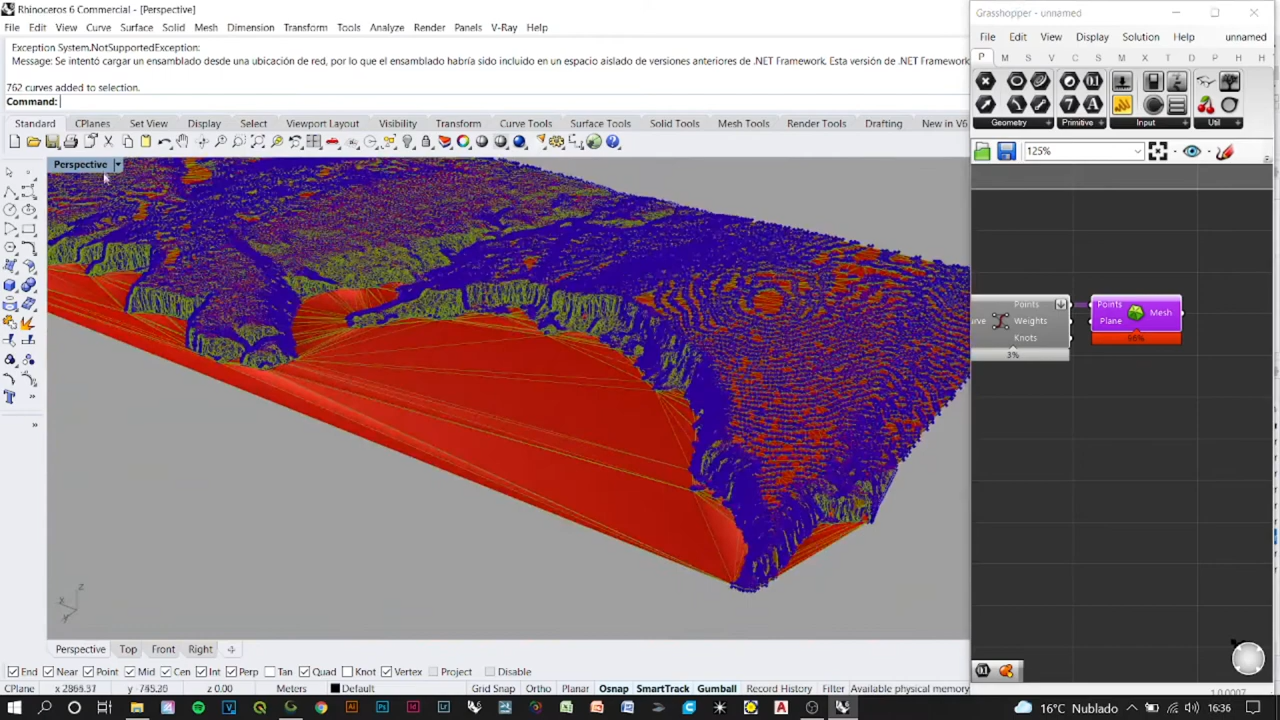 Rhinoceros 6 Commercial - [Perspective]
File Edit View Curve Surface Solid Mesh Dimension Transform Tools Analyze Render Panels V-Ray Help
Exception System.NotSupportedException:
Message: Se intentó cargar un ensamblado desde una ubicación de red, por lo que el ensamblado habría sido incluido en un espacio aislado de versiones anteriores de .NET Framework. Esta versión de .NET Framework
762 curves added to selection.
Command:
Standard CPlanes Set View Display Select Viewport Layout Visibility Transform Curve Tools Surface Tools Solid Tools Mesh Tools Render Tools Drafting New in V6
Perspective
z
x
y
Perspective Top Front Right
End Near Point Mid Cen Int Perp Tan Quad Knot Vertex Project Disable
CPlane x 2866.37 z 0.00 Meters Default Grid Snap Ortho Planar Osnap SmartTrack Gumball Record History Filter Available physical memory
Grasshopper - unnamed
File Edit View Display Solution Help unnamed
P M S V C S M X T D P H H
Geometry Primitive Input Util
125%
Points
Weights
Knots
3%
Points
Plane
Mesh
96%
1.0.0007
16°C Nublado 16:36